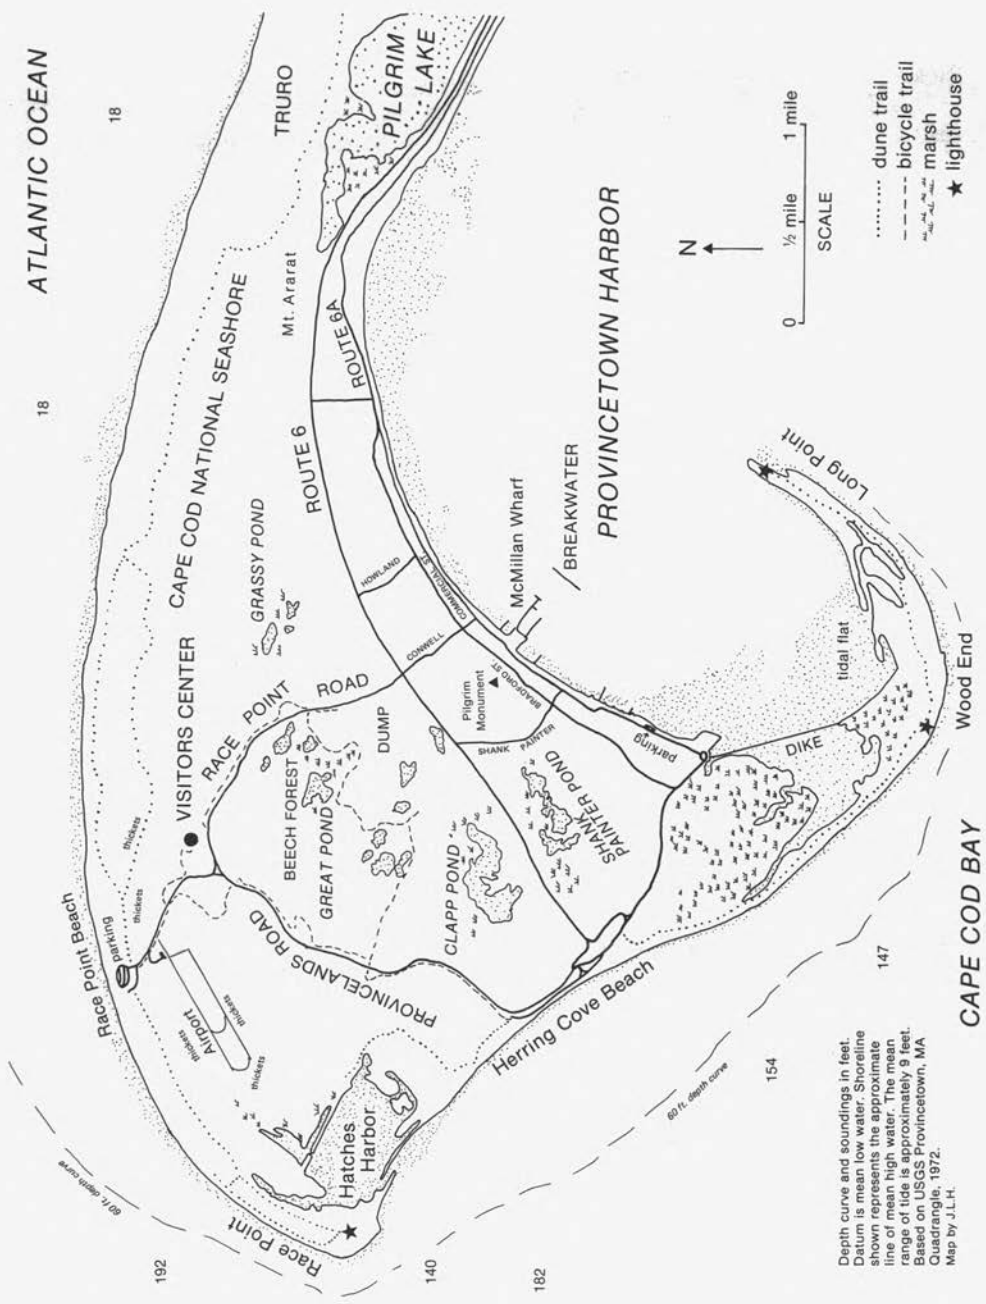 ATLANTIC OCEAN
18
18
TRURO
PILGRIM
LAKE
Mt. Ararat
CAPE COD NATIONAL SEASHORE
ROUTE 6
ROUTE 6A
GRASSY POND
VISITORS CENTER
RACE POINT ROAD
thickets
thickets
Race Point Beach
parking
Airport
thickets
thickets
thickets
BEECH FOREST
GREAT POND
DUMP
PROVINCELANDS ROAD
CLAPP POND
SHANK
PAINTER POND
HOWLAND
CONWELL
COMMERCIAL ST
BRADFORD ST
Pilgrim
Monument
SHANK PAINTER
parking
McMillan Wharf
BREAKWATER
PROVINCETOWN HARBOR
N
0 ½ mile 1 mile
SCALE
dune trail
bicycle trail
marsh
lighthouse
Long Point
tidal flat
Wood End
DIKE
Herring Cove Beach
Hatches
Harbor
Race Point
60 ft. depth curve
60 ft. depth curve
192
140
182
154
147
CAPE COD BAY
Depth curve and soundings in feet.
Datum is mean low water. Shoreline
shown represents the approximate
line of mean high water. The mean
range of tide is approximately 9 feet.
Based on USGS Provincetown, MA
Quadrangle, 1972.
Map by J.L.H.